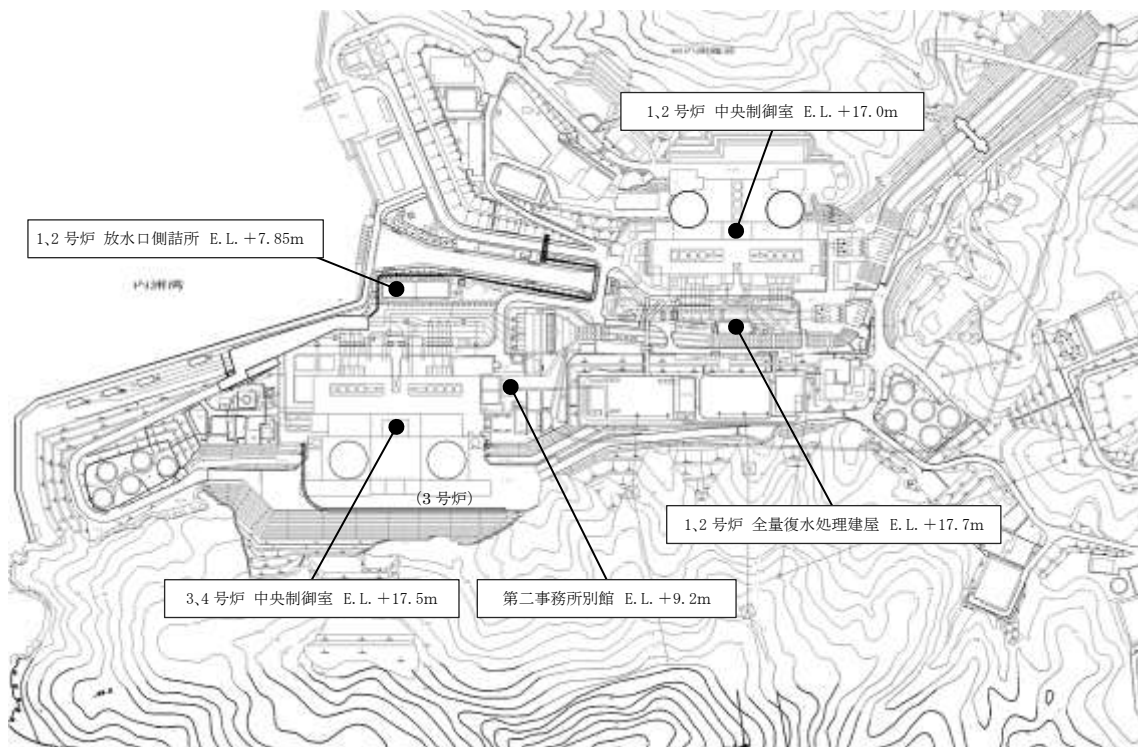 1,2 号炉 中央制御室 E.L.+17.0m
1,2 号炉 放水口側詰所 E.L.+7.85m
内浦湾
(3 号炉)
1,2 号炉 全量復水処理建屋 E.L.+17.7m
3,4 号炉 中央制御室 E.L.+17.5m
第二事務所別館 E.L.+9.2m